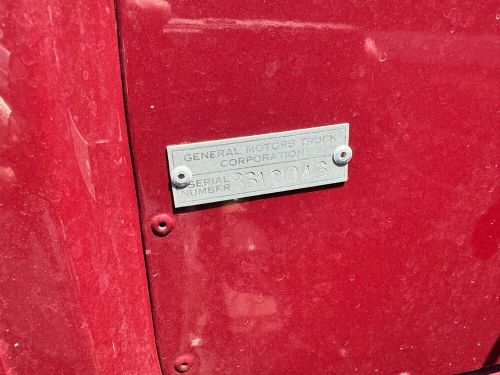 GENERAL MOTORS TRUCK
CORPORATION
SERIAL
NUMBER